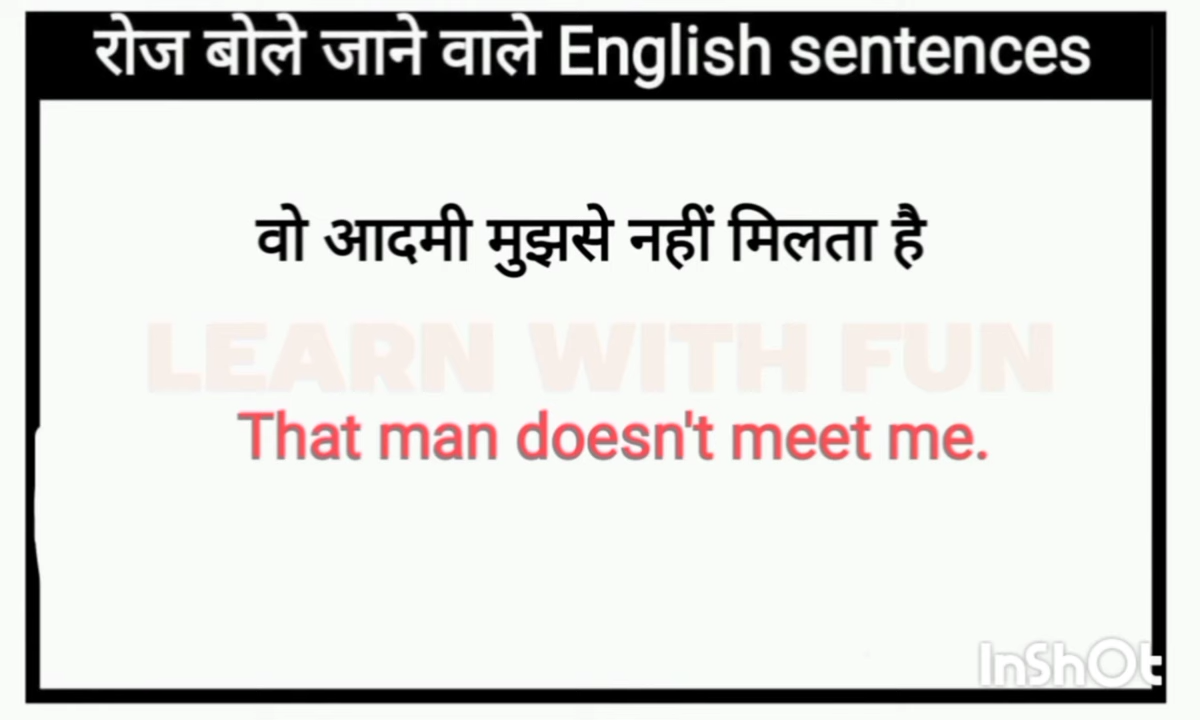 रोज बोले जाने वाले English sentences
वो आदमी मुझसे नहीं मिलता है
LEARN WITH FUN
That man doesn't meet me.
InShOt